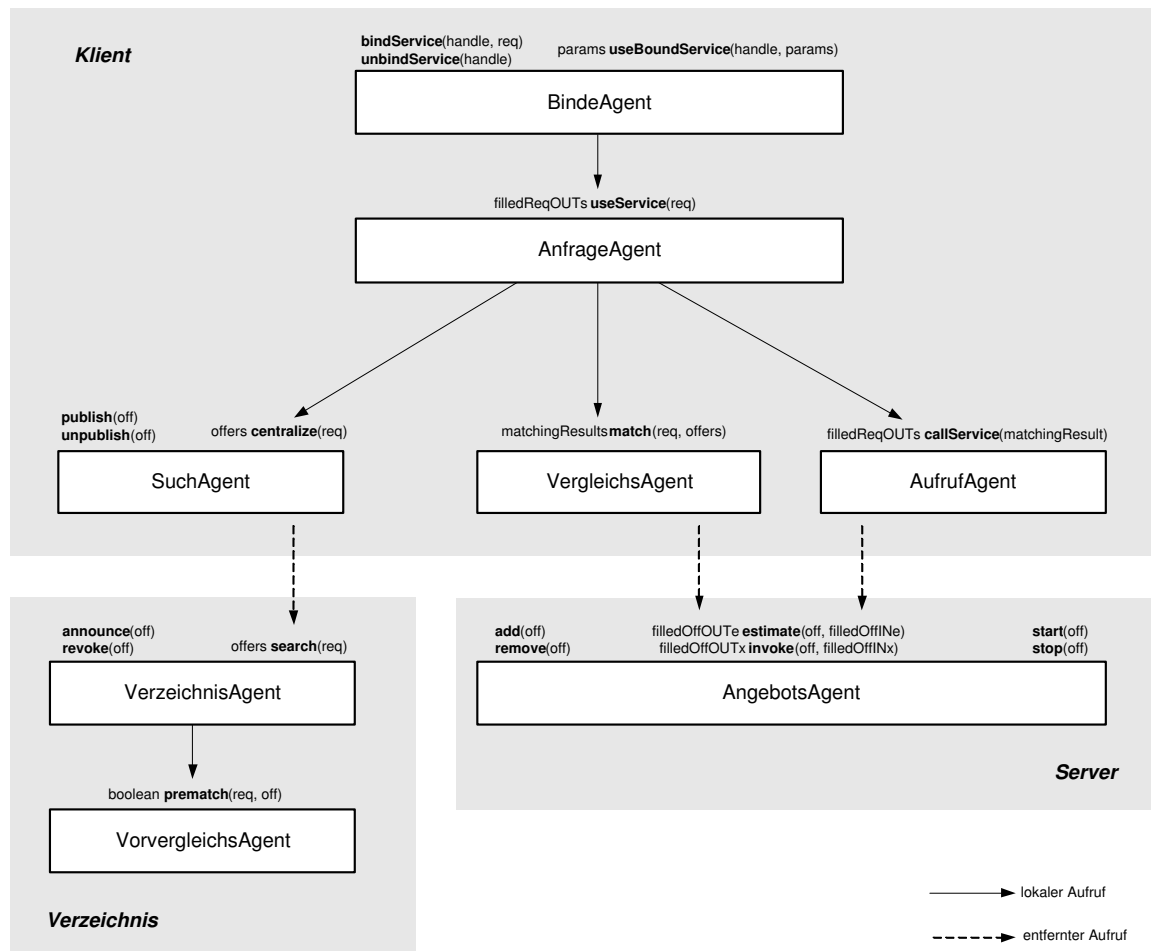 Klient
bindService(handle, req)
unbindService(handle)
params useBoundService(handle, params)
BindeAgent
filledReqOUTs useService(req)
AnfrageAgent
publish(off)
unpublish(off)
offers centralize(req)
matchingResults match(req, offers)
filledReqOUTs callService(matchingResult)
SuchAgent
VergleichsAgent
AufrufAgent
announce(off)
revoke(off)
offers search(req)
VerzeichnisAgent
boolean prematch(req, off)
VorvergleichsAgent
Verzeichnis
add(off)
remove(off)
filledOffOUTe estimate(off, filledOffINe)
filledOffOUTx invoke(off, filledOffINx)
start(off)
stop(off)
AngebotsAgent
Server
lokaler Aufruf
entfernter Aufruf